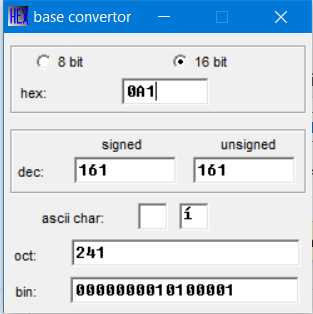 HEX base convertor
8 bit 16 bit
hex: 0A1
signed unsigned
dec: 161 161
ascii char: í
oct: 241
bin: 0000000010100001